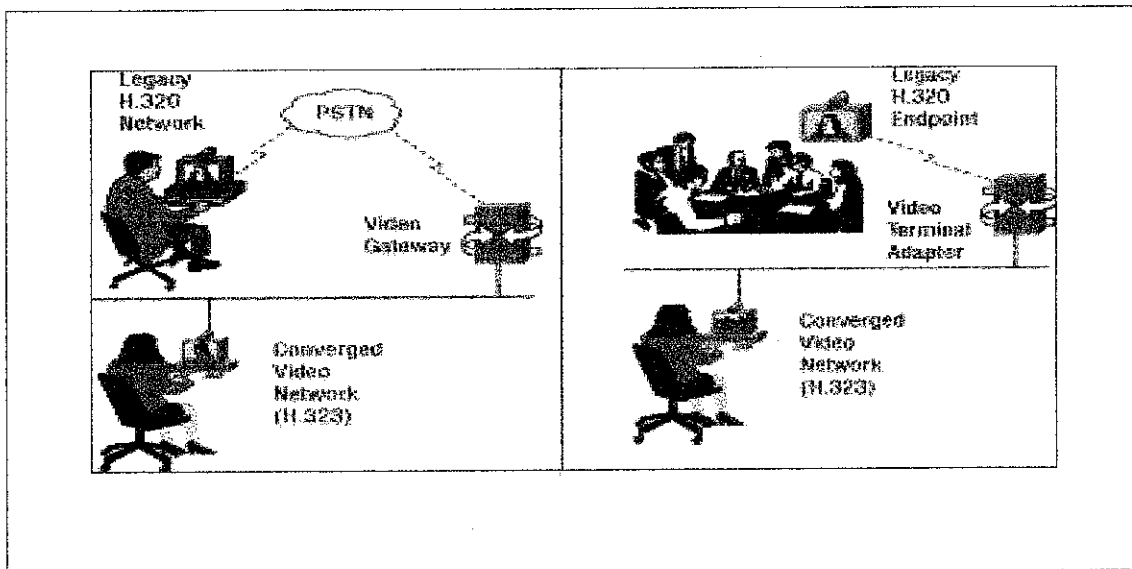 Legacy
H.320
Network
PSTN
Video
Gateway
Converged
Video
Network
(H.323)
Legacy
H.320
Endpoint
Video
Terminal
Adapter
Converged
Video
Network
(H.323)